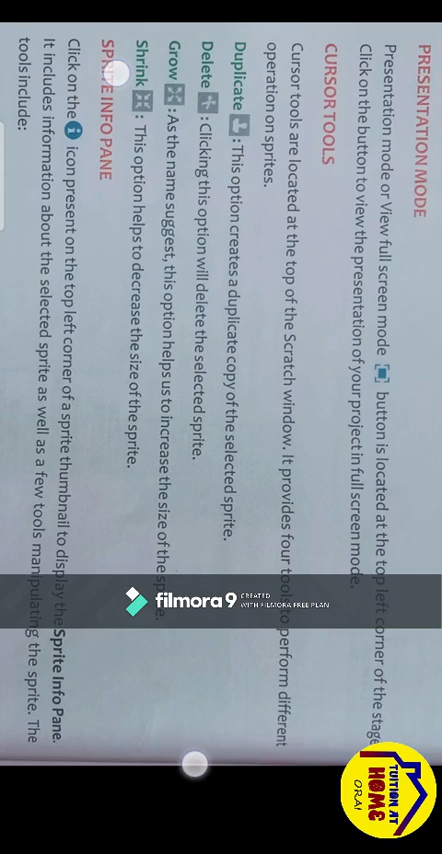 PRESENTATION MODE
Presentation mode or View full screen mode button is located at the top left corner of the stage
Click on the button to view the presentation of your project in full screen mode.
CURSOR TOOLS
Cursor tools are located at the top of the Scratch window. It provides four tools to perform different
operation on sprites.
Duplicate : This option creates a duplicate copy of the selected sprite.
Delete : Clicking this option will delete the selected sprite.
Grow : As the name suggest, this option helps us to increase the size of the sprite.
Shrink : This option helps to decrease the size of the sprite.
SPRITE INFO PANE
Click on the i icon present on the top left corner of a sprite thumbnail to display the Sprite Info Pane.
It includes information about the selected sprite as well as a few tools manipulating the sprite. The
tools include:
filmora9 CREATED
WITH FILMORA FREE PLAN
TUITION AT
HOME
ORAI